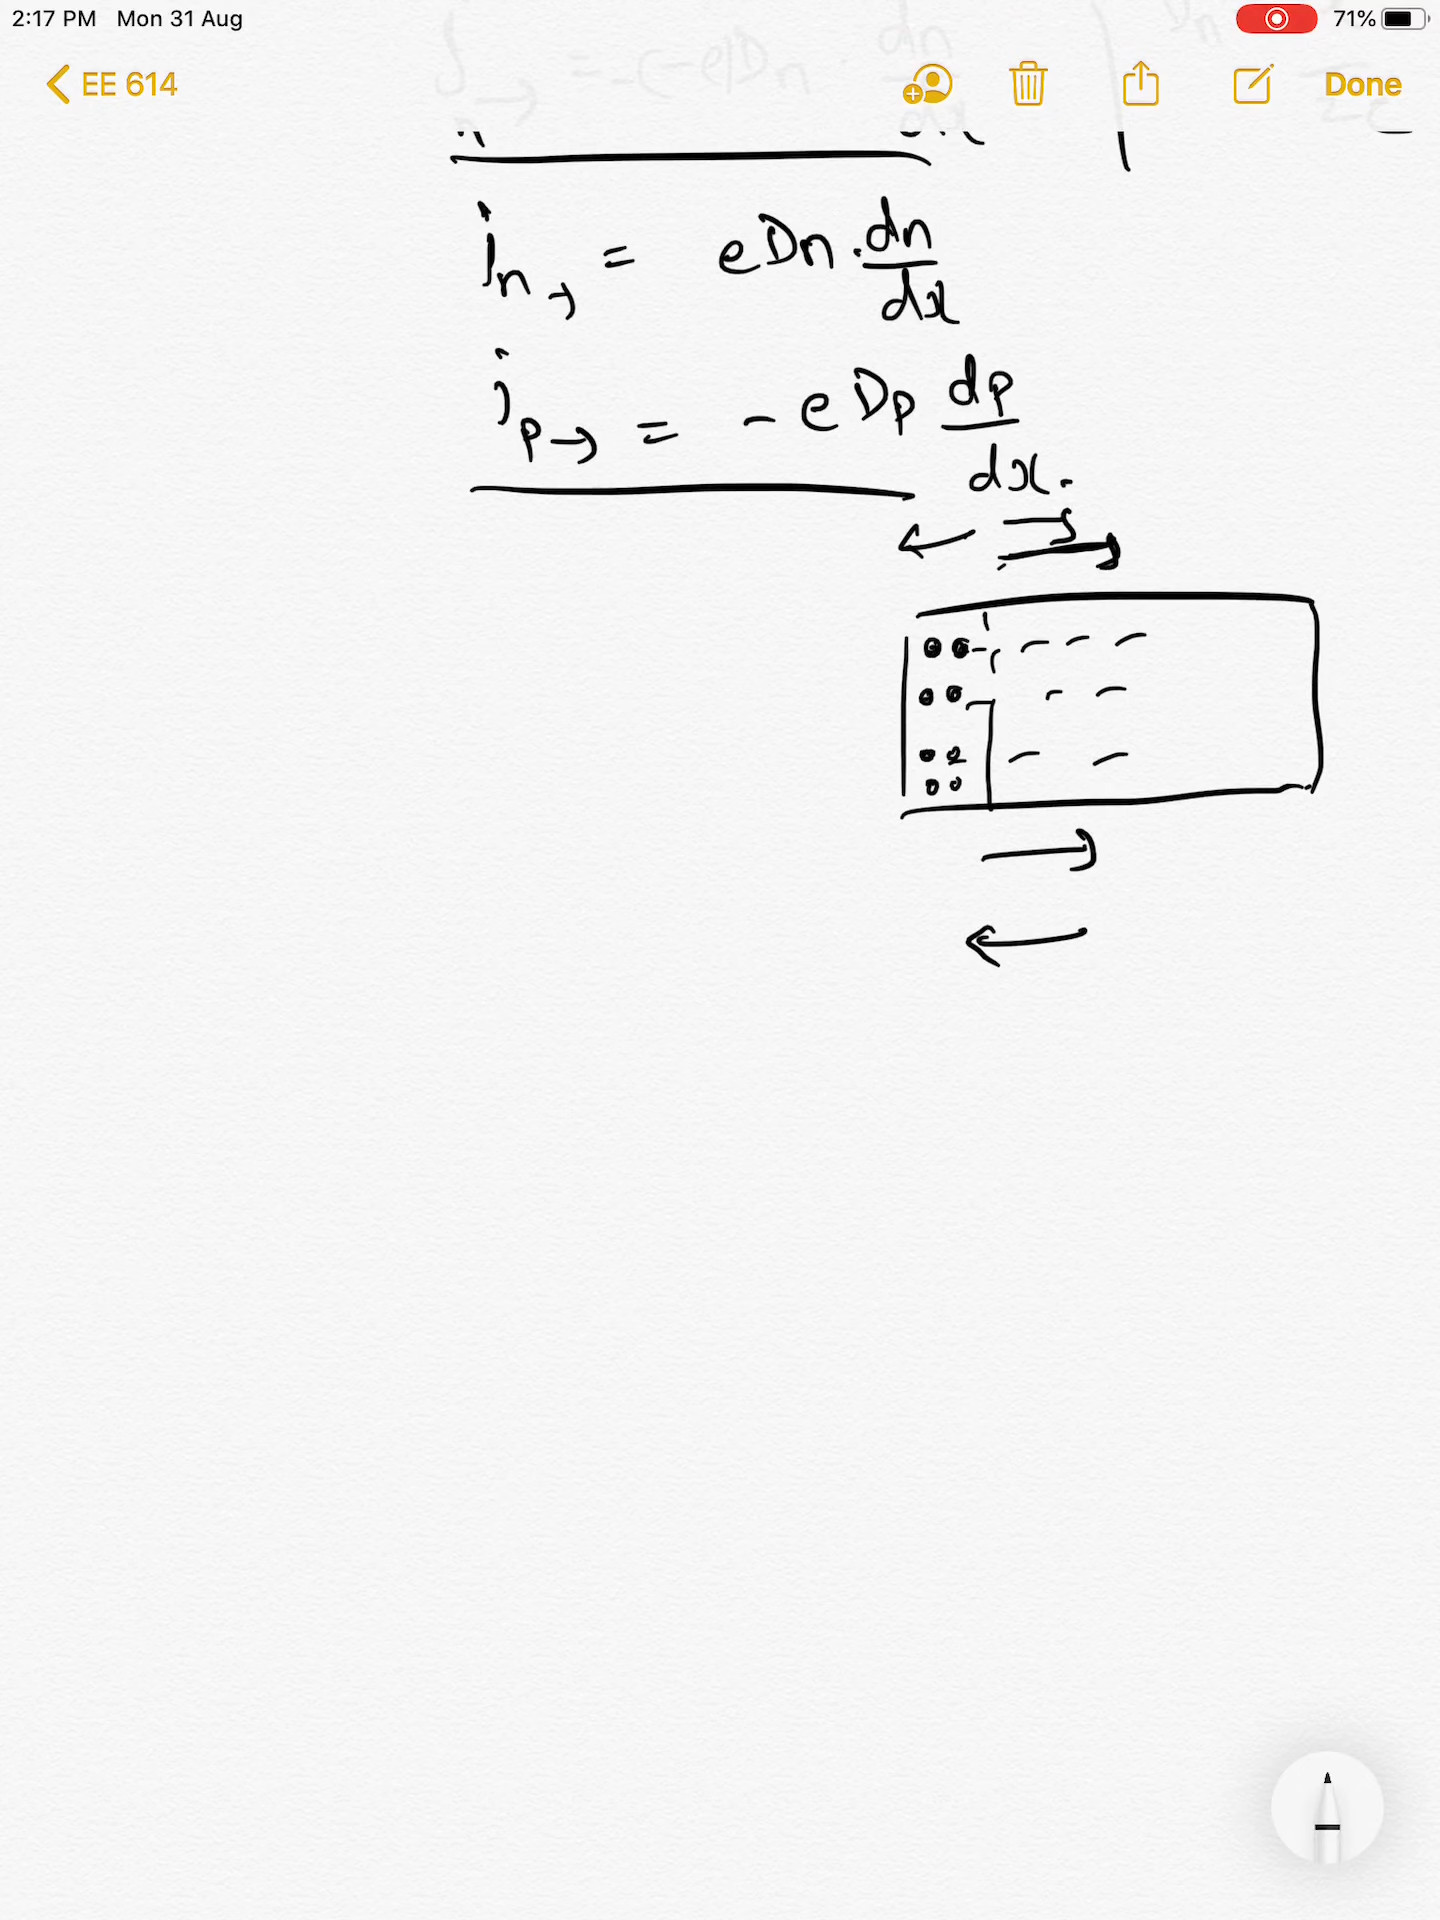 2:17 PM Mon 31 Aug 71%
EE 614 Done
jn→ = eDn · dn/dx
jp→ = - eDp dp/dx.